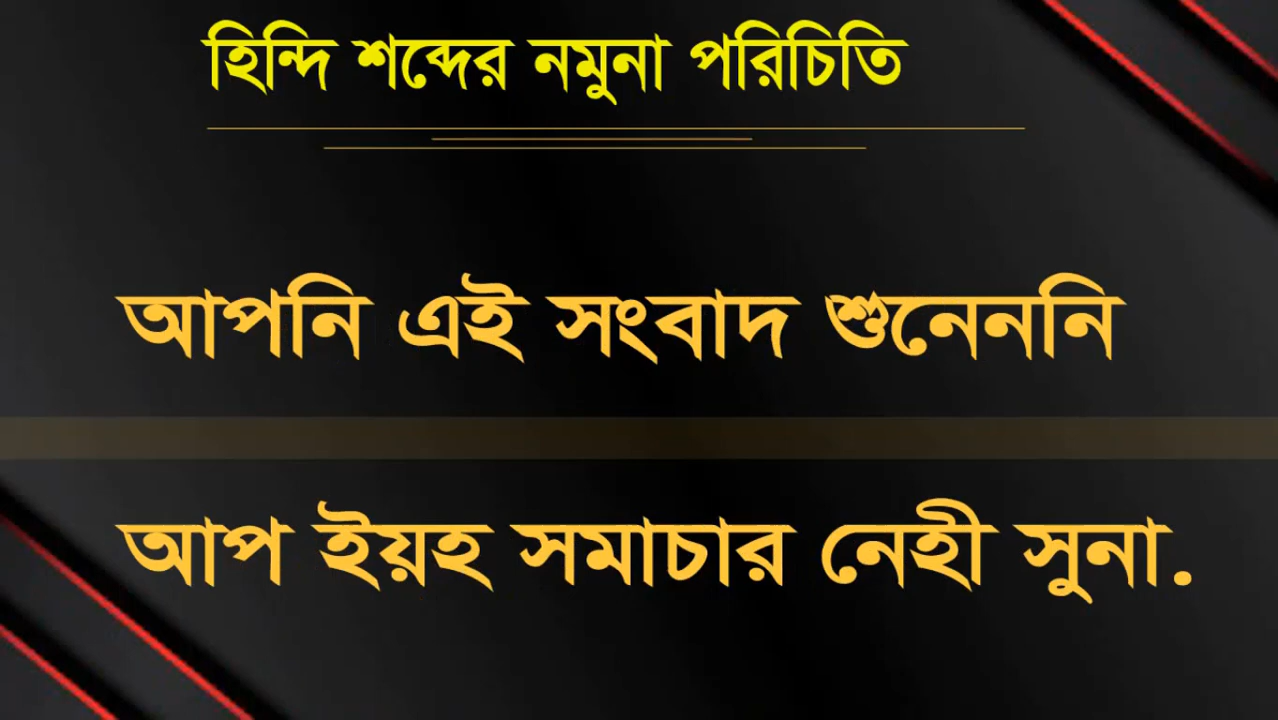 হিন্দি শব্দের নমুনা পরিচিতি
আপনি এই সংবাদ শুনেননি
আপ ইয়হ সমাচার নেহী সুনা.